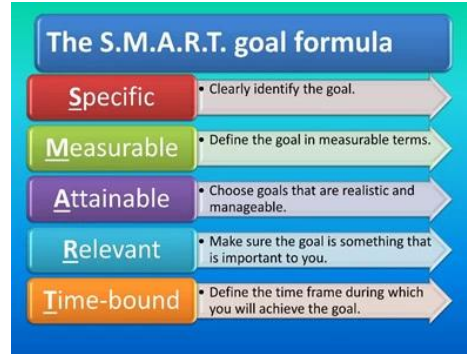 The S.M.A.R.T. goal formula
Specific
• Clearly identify the goal.
Measurable
• Define the goal in measurable terms.
Attainable
• Choose goals that are realistic and
manageable.
Relevant
• Make sure the goal is something that
is important to you.
Time-bound
• Define the time frame during which
you will achieve the goal.